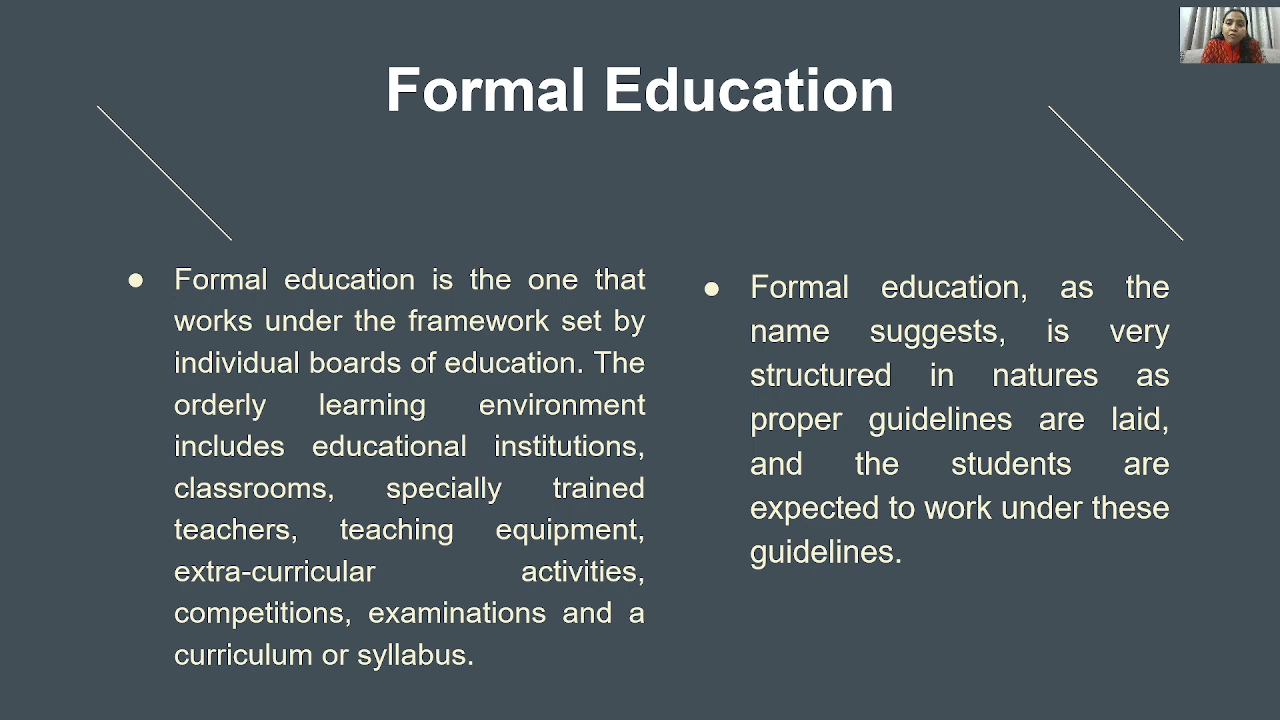 Formal Education
● Formal education is the one that
works under the framework set by
individual boards of education. The
orderly learning environment
includes educational institutions,
classrooms, specially trained
teachers, teaching equipment,
extra-curricular activities,
competitions, examinations and a
curriculum or syllabus.
● Formal education, as the
name suggests, is very
structured in natures as
proper guidelines are laid,
and the students are
expected to work under these
guidelines.